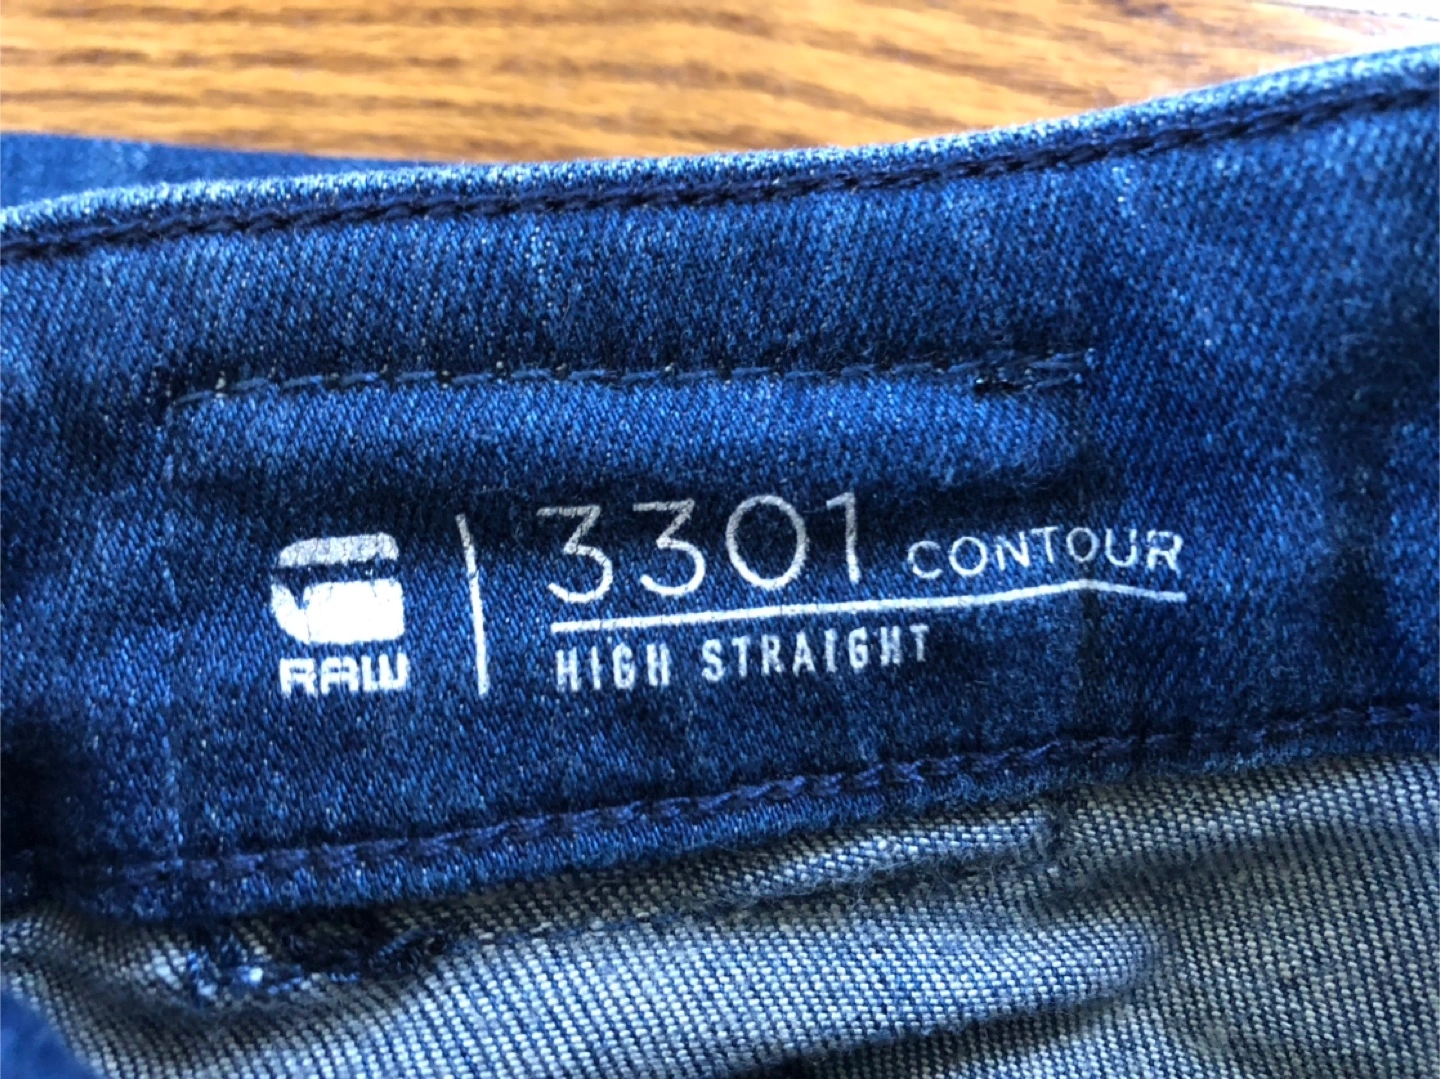 G
RAW
3301 CONTOUR
HIGH STRAIGHT